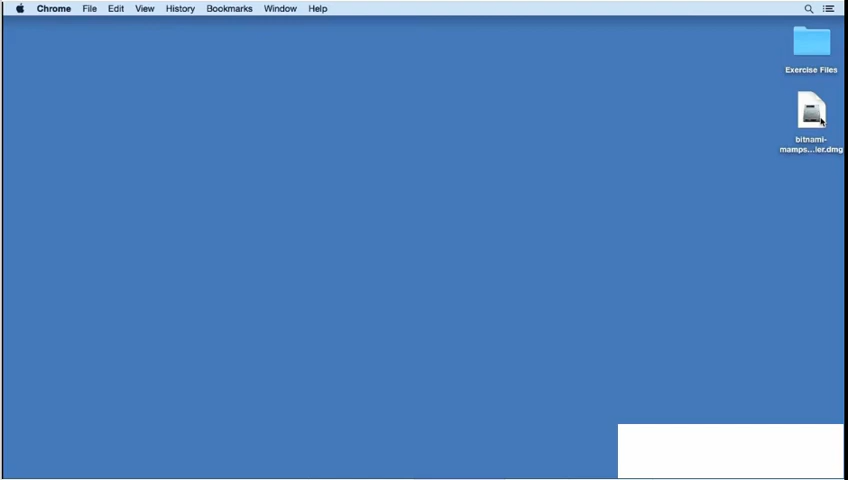 Chrome File Edit View History Bookmarks Window Help
Exercise Files
bitnami-
mamps...ler.dmg